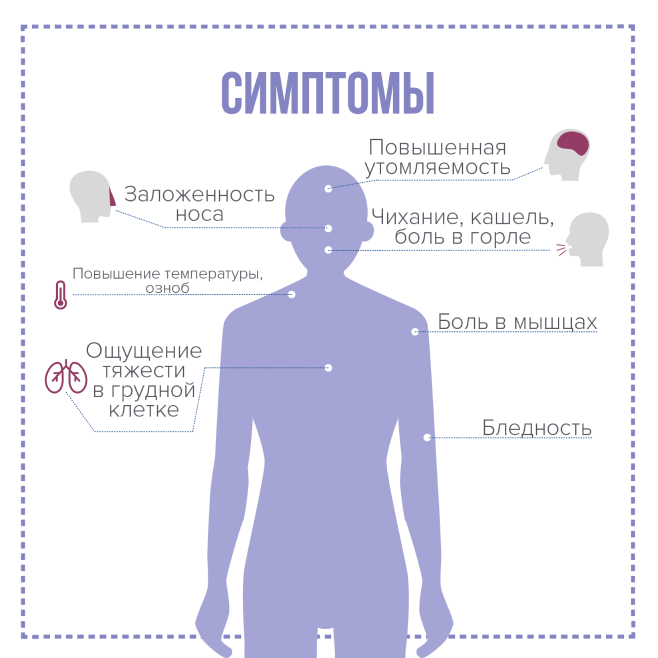 СИМПТОМЫ
Повышенная
утомляемость
Заложенность
носа
Чихание, кашель,
боль в горле
Повышение температуры,
озноб
Боль в мышцах
Ощущение
тяжести
в грудной
клетке
Бледность